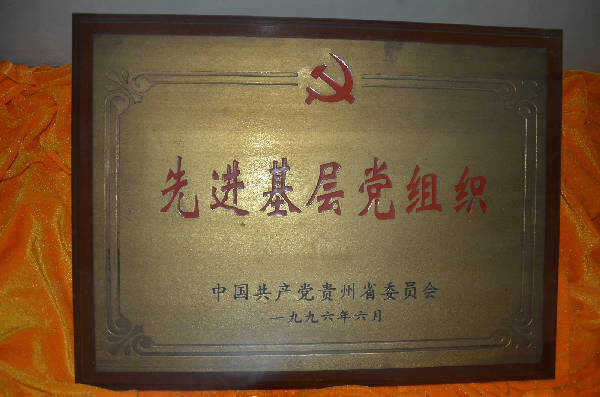 先进基层党组织
中国共产党贵州省委员会
一九九六年六月